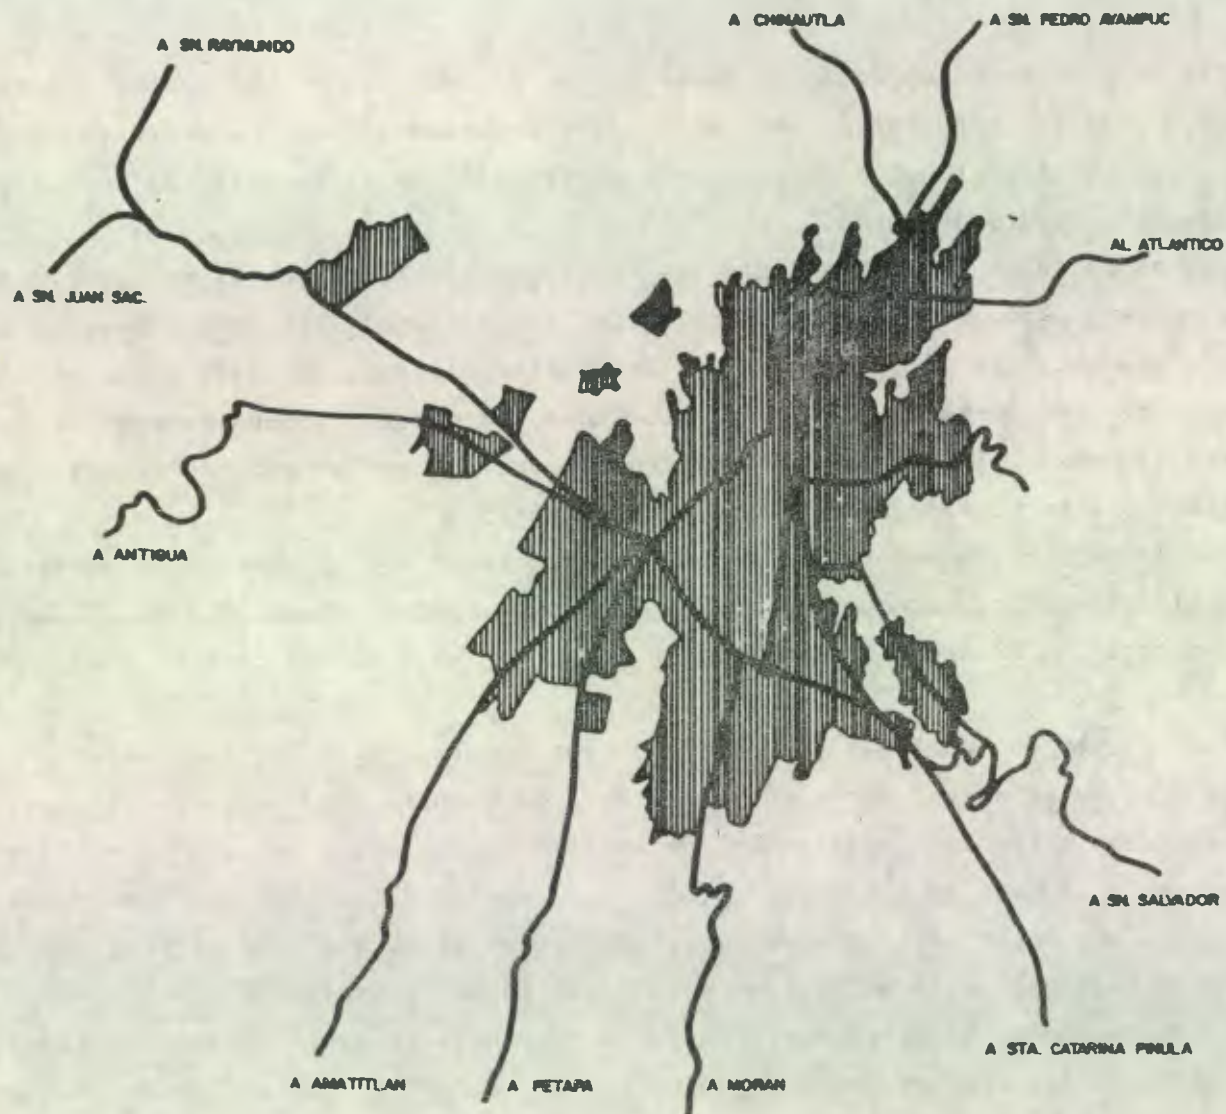 A CHINAUTLA
A SN. PEDRO AYAMPUC
A SN. RAYMUNDO
AL ATLANTICO
A SN. JUAN SAC.
A ANTIGUA
A SN. SALVADOR
A STA. CATARINA PINULA
A AMATITLAN
A PETAPA
A MORAN